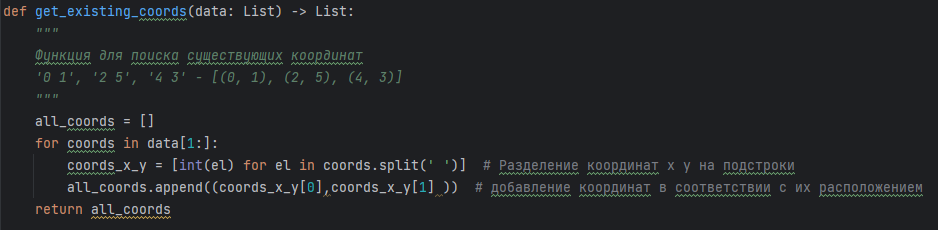 def get_existing_coords(data: List) -> List:
    """
    Функция для поиска существующих координат
    '0 1', '2 5', '4 3' - [(0, 1), (2, 5), (4, 3)]
    """
    all_coords = []
    for coords in data[1:]:
        coords_x_y = [int(el) for el in coords.split(' ')]  # Разделение координат x y на подстроки
        all_coords.append((coords_x_y[0],coords_x_y[1] ))  # добавление координат в соответствии с их расположением
    return all_coords